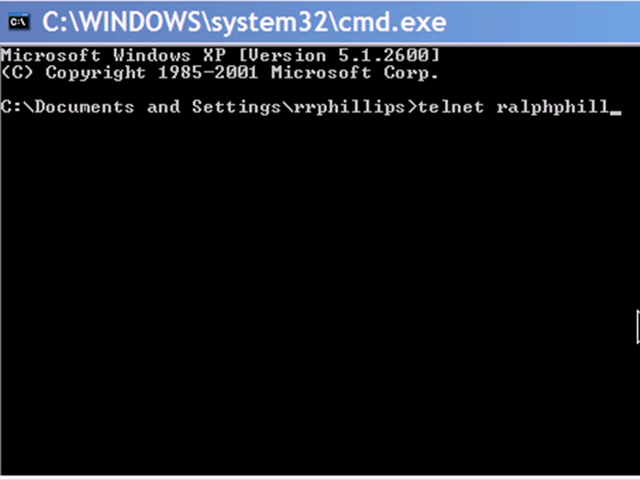 C:\WINDOWS\system32\cmd.exe
Microsoft Windows XP [Version 5.1.2600]
(C) Copyright 1985-2001 Microsoft Corp.
C:\Documents and Settings\rrphillips>telnet ralphphill_